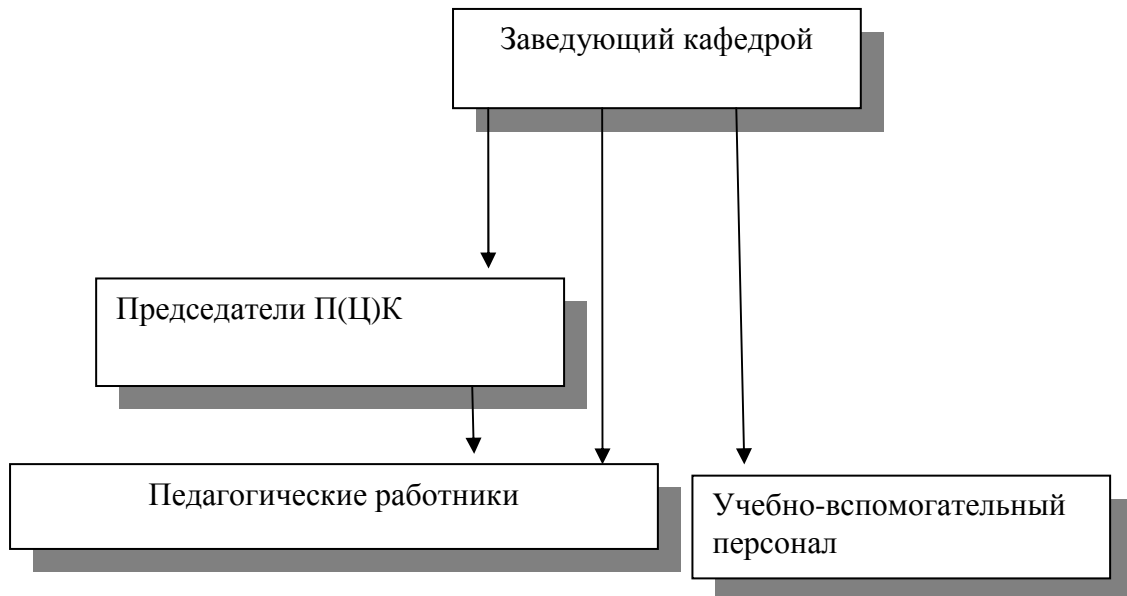 Заведующий кафедрой
Председатели П(Ц)К
Педагогические работники
Учебно-вспомогательный
персонал